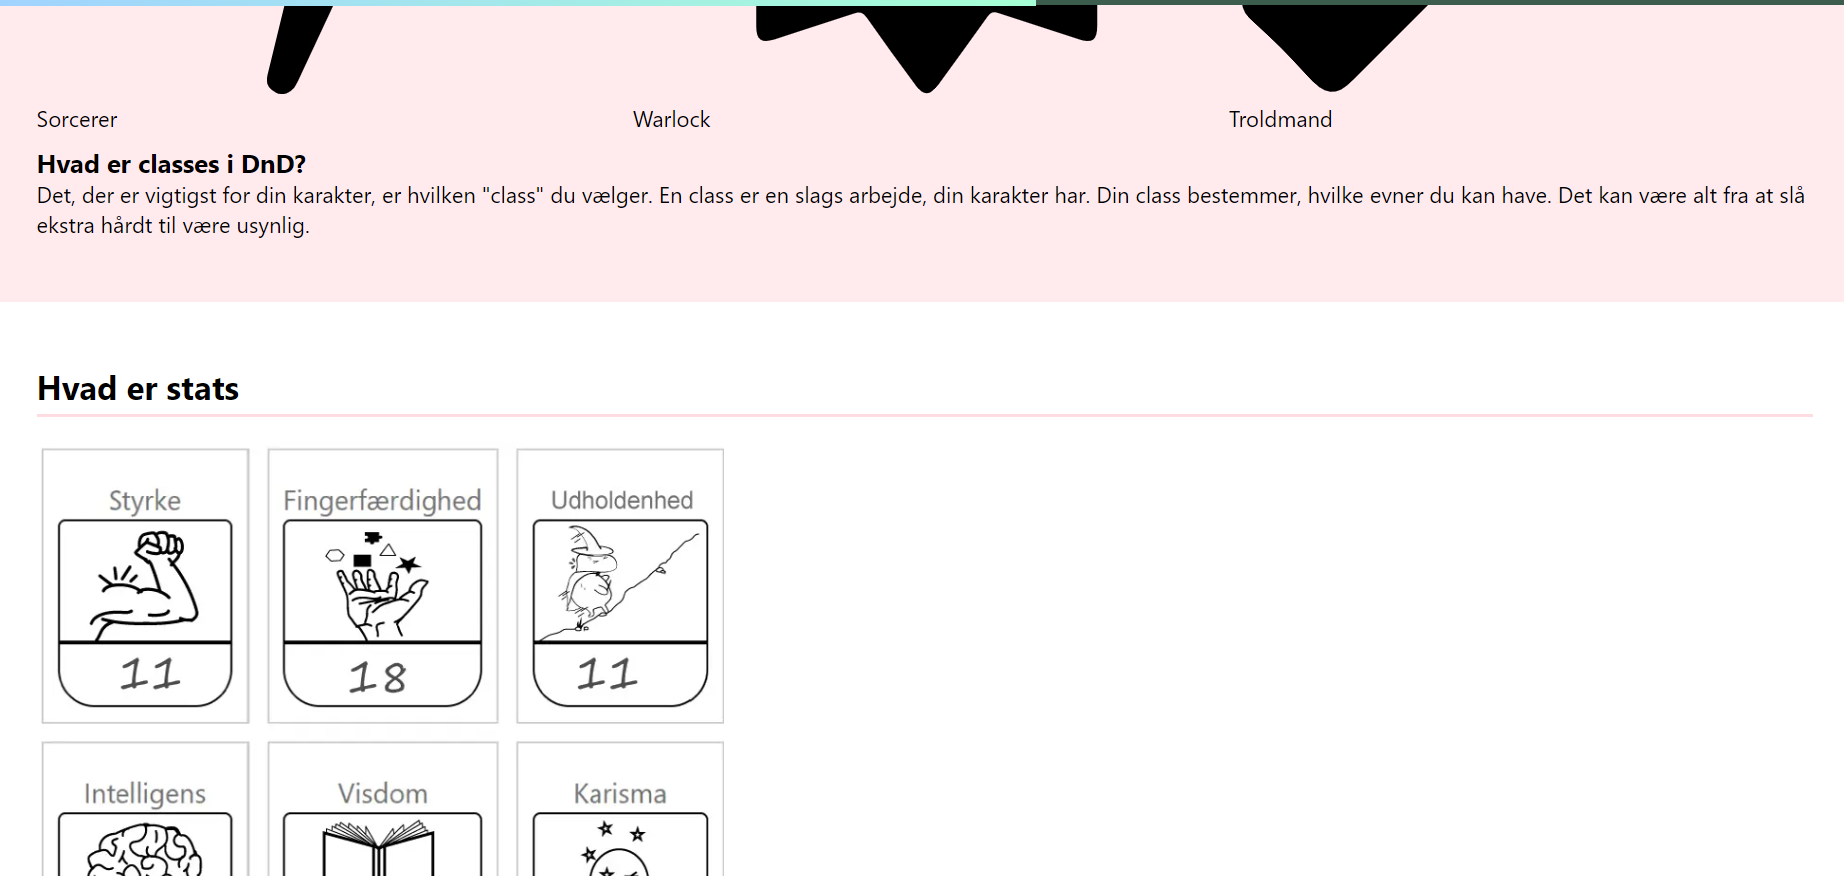 Sorcerer
Warlock
Troldmand
Hvad er classes i DnD?
Det, der er vigtigst for din karakter, er hvilken "class" du vælger. En class er en slags arbejde, din karakter har. Din class bestemmer, hvilke evner du kan have. Det kan være alt fra at slå
ekstra hårdt til være usynlig.
Hvad er stats
Styrke
Fingerfærdighed
Udholdenhed
11
18
11
Intelligens
Visdom
Karisma